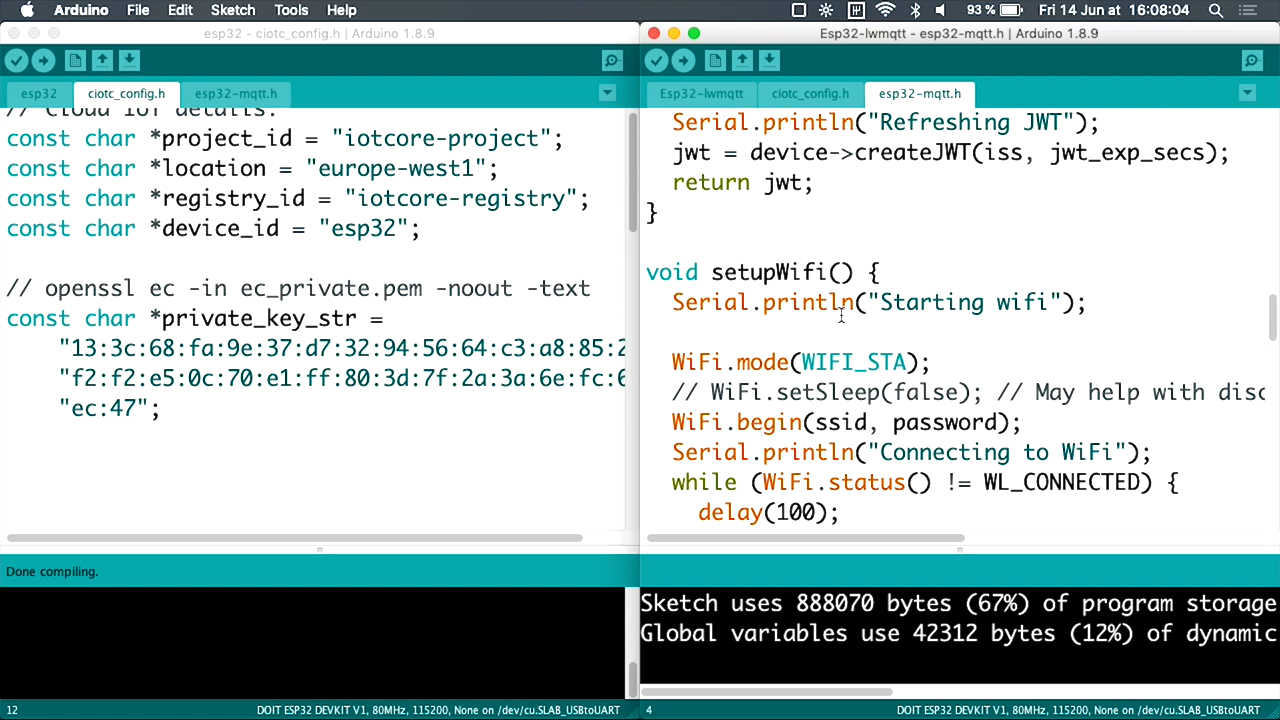 Arduino File Edit Sketch Tools Help
93 % Fri 14 Jun at 16:08:04
esp32 - ciotc_config.h | Arduino 1.8.9
esp32 ciotc_config.h esp32-mqtt.h
// Cloud IoT details.
const char *project_id = "iotcore-project";
const char *location = "europe-west1";
const char *registry_id = "iotcore-registry";
const char *device_id = "esp32";
// openssl ec -in ec_private.pem -noout -text
const char *private_key_str =
"13:3c:68:fa:9e:37:d7:32:94:56:64:c3:a8:85:2
"f2:f2:e5:0c:70:e1:ff:80:3d:7f:2a:3a:6e:fc:6
"ec:47";
Done compiling.
12
DOIT ESP32 DEVKIT V1, 80MHz, 115200, None on /dev/cu.SLAB_USBtoUART
Esp32-lwmqtt - esp32-mqtt.h | Arduino 1.8.9
Esp32-lwmqtt ciotc_config.h esp32-mqtt.h
Serial.println("Refreshing JWT");
jwt = device->createJWT(iss, jwt_exp_secs);
return jwt;
}
void setupWifi() {
Serial.println("Starting wifi");
WiFi.mode(WIFI_STA);
// WiFi.setSleep(false); // May help with disc
WiFi.begin(ssid, password);
Serial.println("Connecting to WiFi");
while (WiFi.status() != WL_CONNECTED) {
delay(100);
Sketch uses 888070 bytes (67%) of program storage
Global variables use 42312 bytes (12%) of dynamic
4
DOIT ESP32 DEVKIT V1, 80MHz, 115200, None on /dev/cu.SLAB_USBtoUART